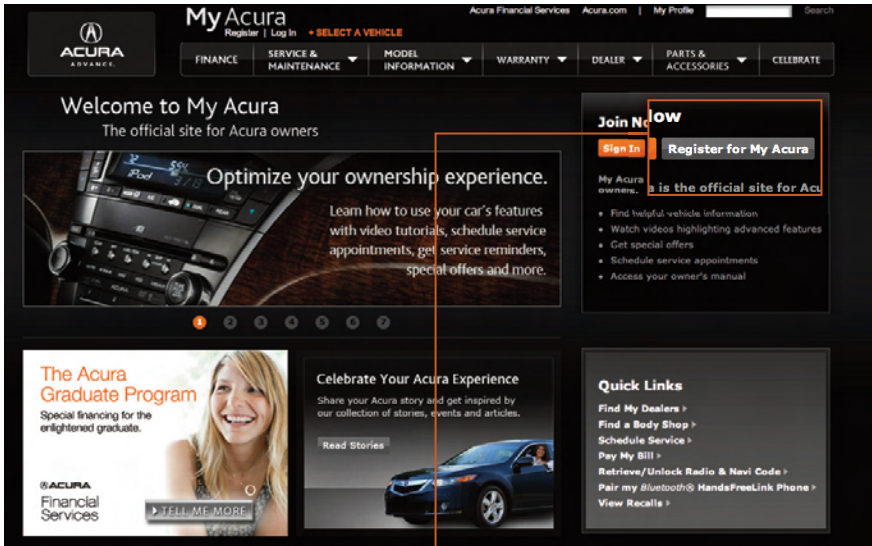 ACURA
ADVANCE.
My Acura
Register | Log In + SELECT A VEHICLE
Acura Financial Services Acura.com | My Profile Search
FINANCE
SERVICE &
MAINTENANCE
MODEL
INFORMATION
WARRANTY
DEALER
PARTS &
ACCESSORIES
CELEBRATE
Welcome to My Acura
The official site for Acura owners
Optimize your ownership experience.
Learn how to use your car's features
with video tutorials, schedule service
appointments, get service reminders,
special offers and more.
iPod
1 2 3 4 5 6 7
Join No
low
Sign In
Register for My Acura
My Acura
owners.
a is the official site for Acu
• Find helpful vehicle information
• Watch videos highlighting advanced features
• Get special offers
• Schedule service appointments
• Access your owner's manual
The Acura
Graduate Program
Special financing for the
enlightened graduate.
ACURA
Financial
Services
TELL ME MORE
Celebrate Your Acura Experience
Share your Acura story and get inspired by
our collection of stories, events and articles.
Read Stories
Quick Links
Find My Dealers
Find a Body Shop
Schedule Service
Pay My Bill
Retrieve/Unlock Radio & Navi Code
Pair my Bluetooth® HandsFreeLink Phone
View Recalls